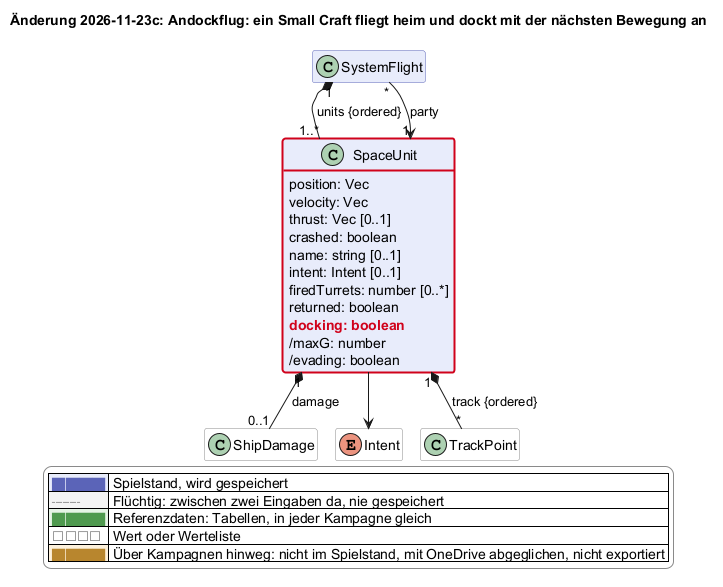 Änderung 2026-11-23c: Andockflug: ein Small Craft fliegt heim und dockt mit der nächsten Bewegung an
C SystemFlight
1 *
units {ordered} party
1..* 1
C SpaceUnit
position: Vec
velocity: Vec
thrust: Vec [0..1]
crashed: boolean
name: string [0..1]
intent: Intent [0..1]
firedTurrets: number [0..*]
returned: boolean
docking: boolean
/maxG: number
/evading: boolean
1 1
damage track {ordered}
0..1 *
C ShipDamage E Intent C TrackPoint
Spielstand, wird gespeichert
Flüchtig: zwischen zwei Eingaben da, nie gespeichert
Referenzdaten: Tabellen, in jeder Kampagne gleich
Wert oder Werteliste
Über Kampagnen hinweg: nicht im Spielstand, mit OneDrive abgeglichen, nicht exportiert